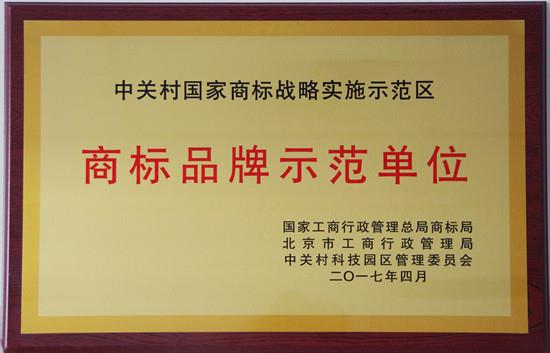 中关村国家商标战略实施示范区
商标品牌示范单位
国家工商行政管理总局商标局
北京市工商行政管理局
中关村科技园区管理委员会
二〇一七年四月